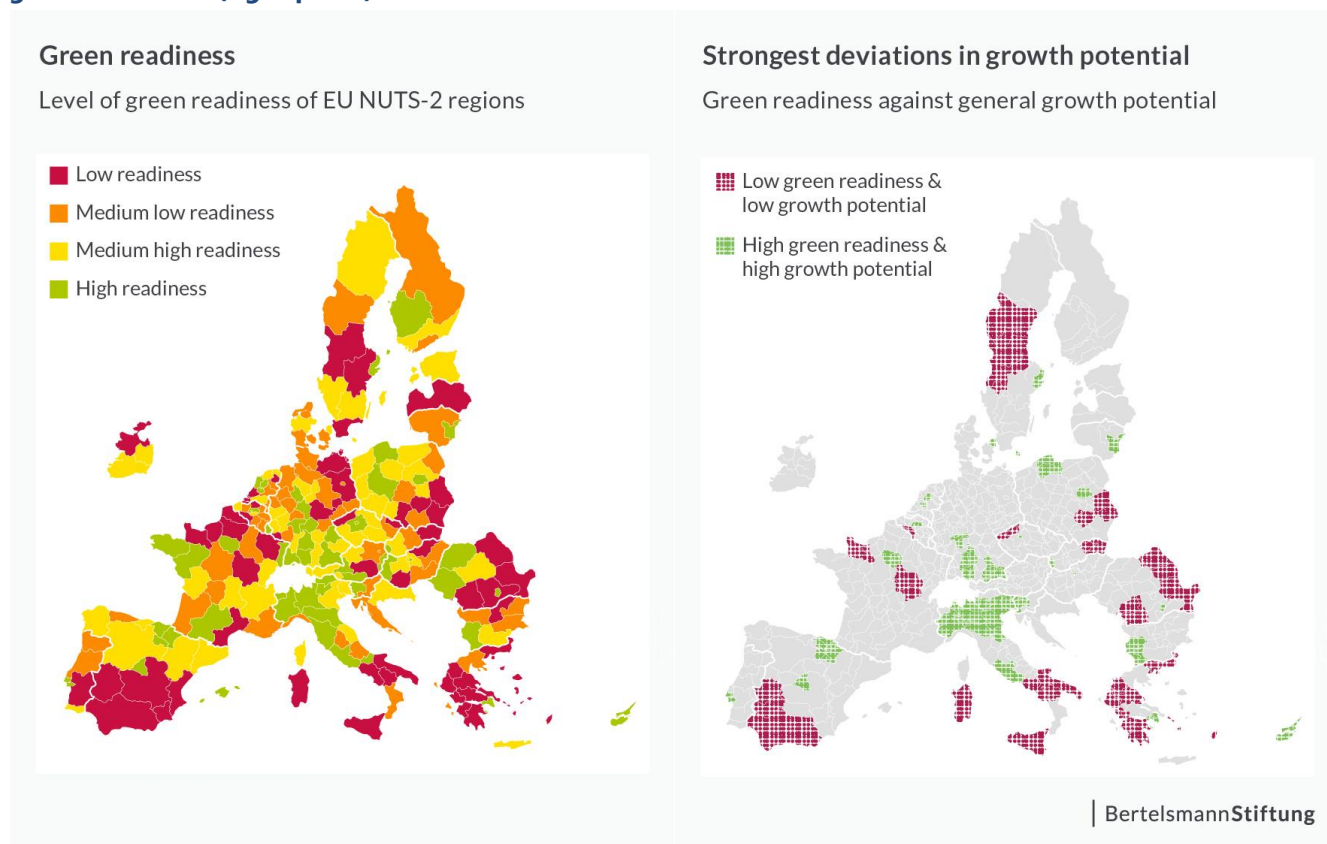 Green readiness
Level of green readiness of EU NUTS-2 regions
Low readiness
Medium low readiness
Medium high readiness
High readiness
Strongest deviations in growth potential
Green readiness against general growth potential
Low green readiness &
low growth potential
High green readiness &
high growth potential
BertelsmannStiftung